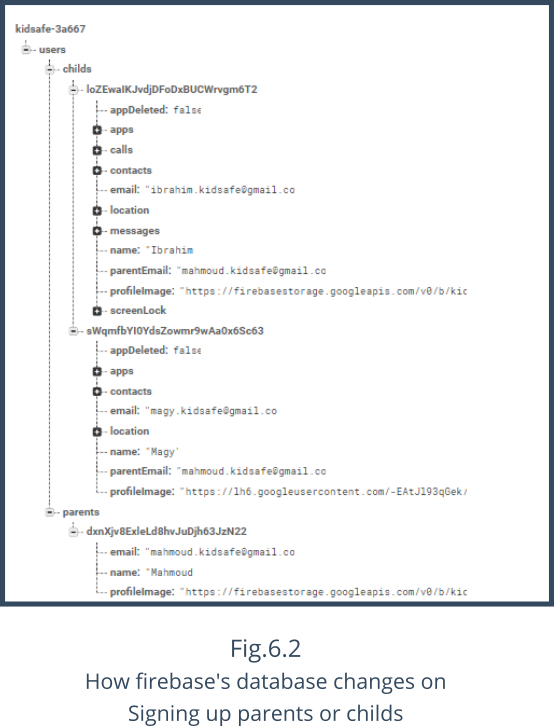 kidsafe-3a667
users
childs
loZEwaIKJvdjDFoDxBUCWrvgm6T2
appDeleted: false
apps
calls
contacts
email: "ibrahim.kidsafe@gmail.co
location
messages
name: "Ibrahim
parentEmail: "mahmoud.kidsafe@gmail.co
profileImage: "https://firebasestorage.googleapis.com/v0/b/kic
screenLock
sWqmfbYI0YdsZowmr9wAa0x6Sc63
appDeleted: false
apps
contacts
email: "magy.kidsafe@gmail.co
location
name: "Magy'
parentEmail: "mahmoud.kidsafe@gmail.co
profileImage: "https://lh6.googleusercontent.com/-EAtJl93qGek/
parents
dxnXjv8ExleLd8hvJuDjh63JzN22
email: "mahmoud.kidsafe@gmail.co
name: "Mahmoud
profileImage: "https://firebasestorage.googleapis.com/v0/b/kic
Fig.6.2
How firebase's database changes on
Signing up parents or childs